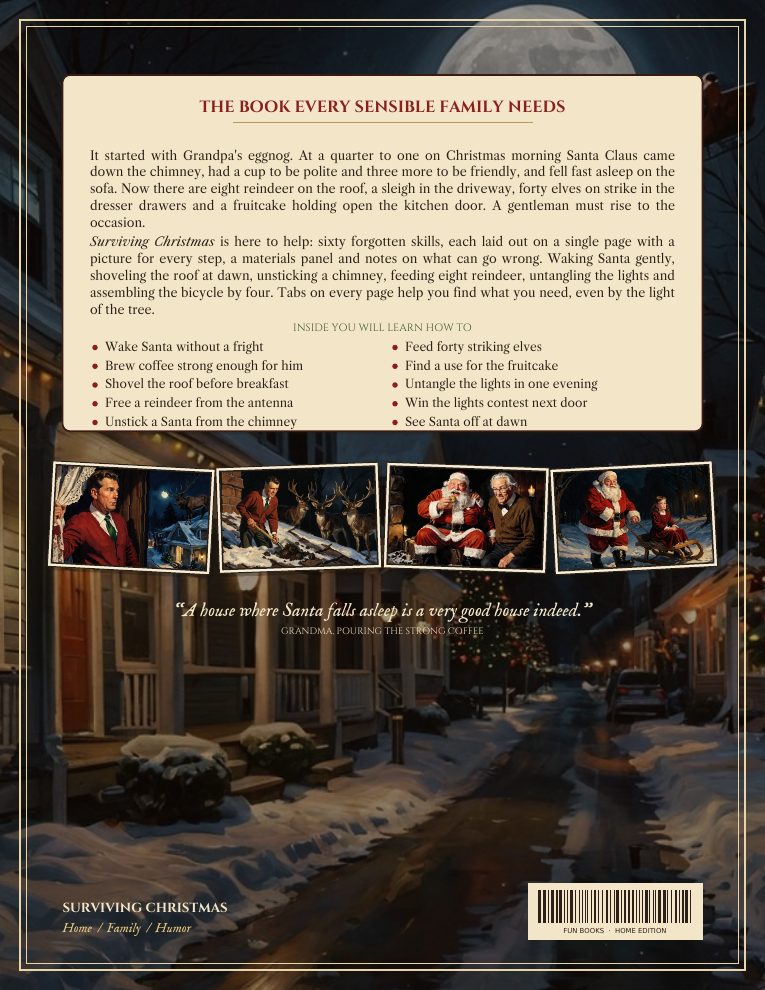 THE BOOK EVERY SENSIBLE FAMILY NEEDS
It started with Grandpa's eggnog. At a quarter to one on Christmas morning Santa Claus came
down the chimney, had a cup to be polite and three more to be friendly, and fell fast asleep on the
sofa. Now there are eight reindeer on the roof, a sleigh in the driveway, forty elves on strike in the
dresser drawers and a fruitcake holding open the kitchen door. A gentleman must rise to the
occasion.
Surviving Christmas is here to help: sixty forgotten skills, each laid out on a single page with a
picture for every step, a materials panel and notes on what can go wrong. Waking Santa gently,
shoveling the roof at dawn, unsticking a chimney, feeding eight reindeer, untangling the lights and
assembling the bicycle by four. Tabs on every page help you find what you need, even by the light
of the tree.
INSIDE YOU WILL LEARN HOW TO
• Wake Santa without a fright
• Brew coffee strong enough for him
• Shovel the roof before breakfast
• Free a reindeer from the antenna
• Unstick a Santa from the chimney
• Feed forty striking elves
• Find a use for the fruitcake
• Untangle the lights in one evening
• Win the lights contest next door
• See Santa off at dawn
“A house where Santa falls asleep is a very good house indeed.”
GRANDMA, POURING THE STRONG COFFEE
SURVIVING CHRISTMAS
Home / Family / Humor
FUN BOOKS · HOME EDITION